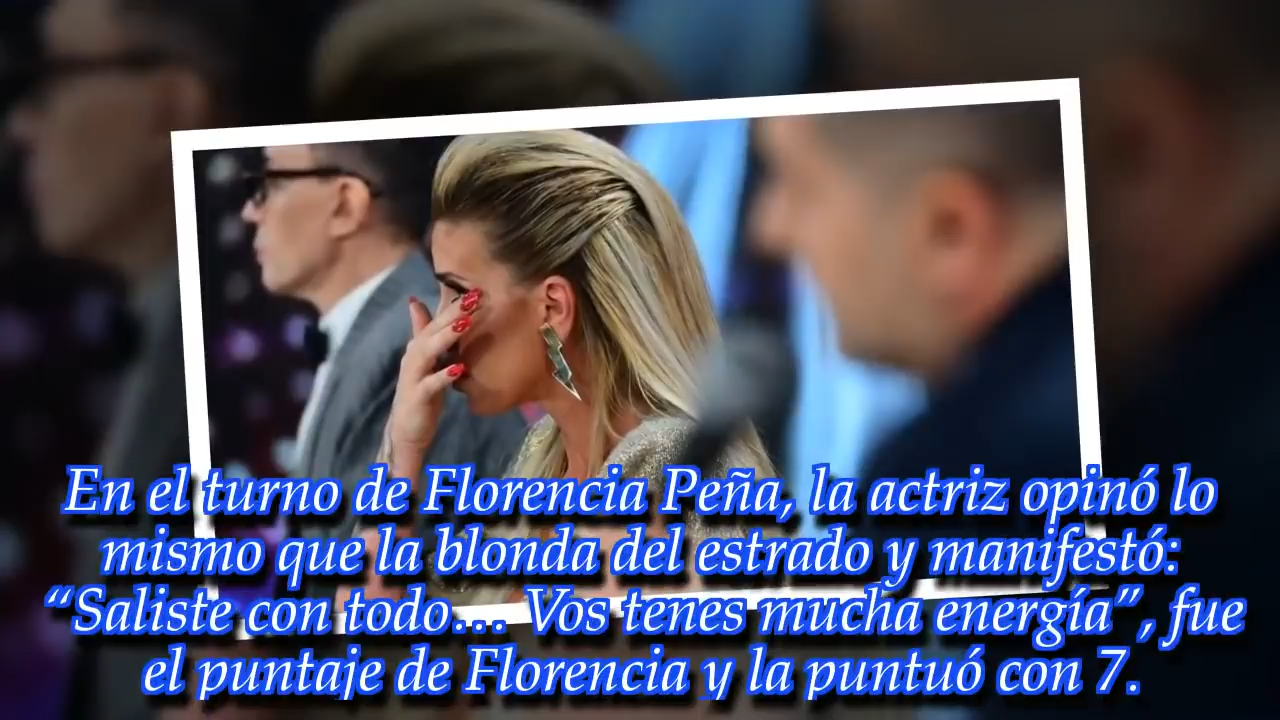 En el turno de Florencia Peña, la actriz opinó lo
mismo que la blonda del estrado y manifestó:
“Saliste con todo… Vos tenes mucha energía”, fue
el puntaje de Florencia y la puntuó con 7.